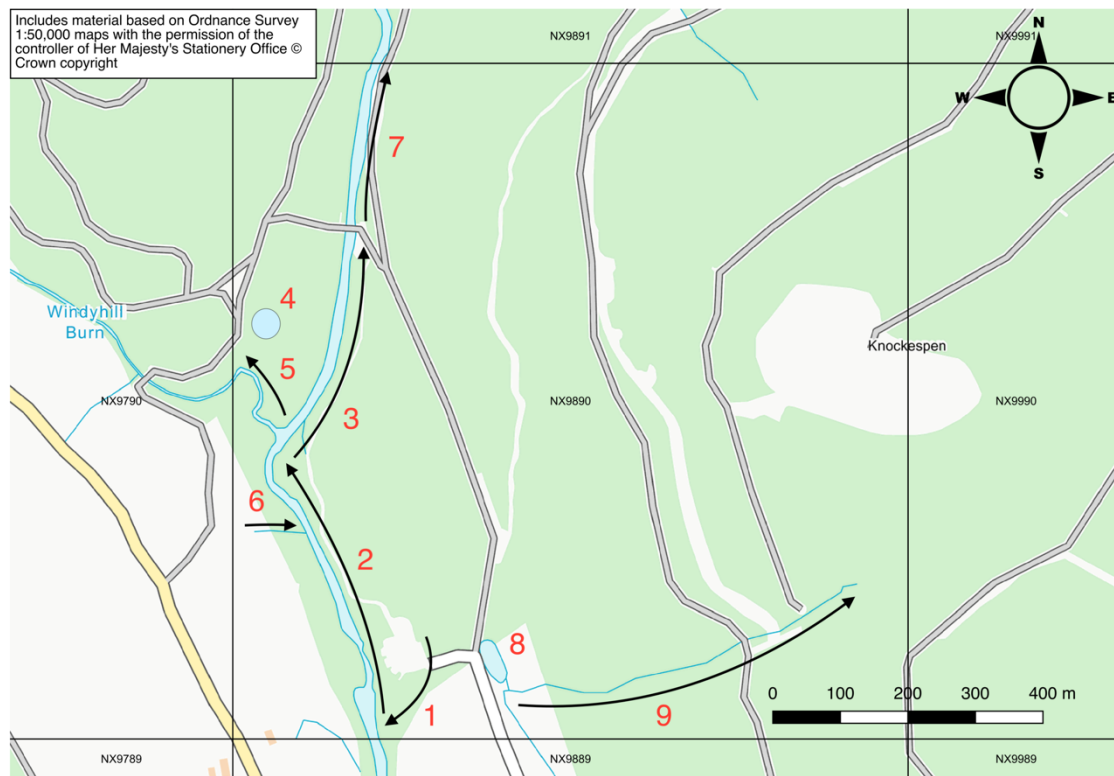 Includes material based on Ordnance Survey
1:50,000 maps with the permission of the
controller of Her Majesty's Stationery Office ©
Crown copyright
NX9891
NX9991
N
W
E
S
7
4
Windyhill
Burn
Knockespen
5
NX9790
3
NX9890
NX9990
6
2
8
1
9
0 100 200 300 400 m
NX9789
NX9889
NX9989